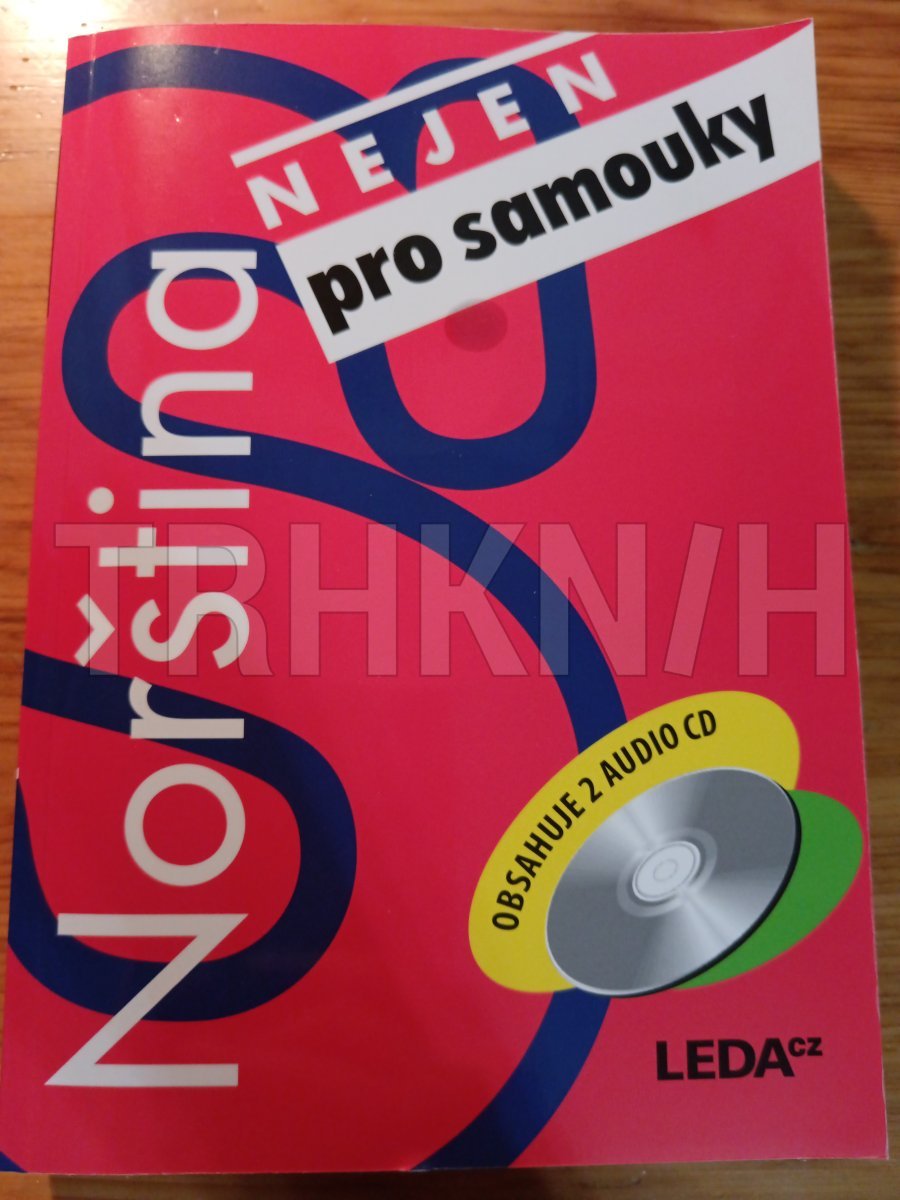 NEJEN
pro samouky
Norština
TRHKNIH
OBSAHUJE 2 AUDIO CD
LEDAcz